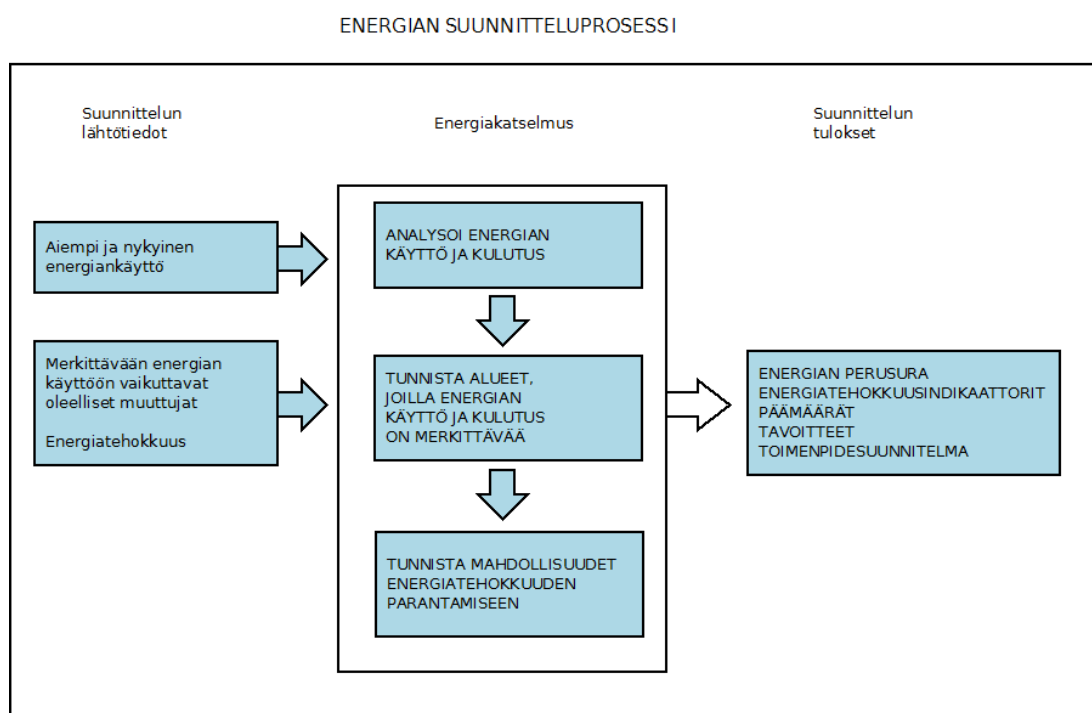 ENERGIAN SUUNNITTELUPROSESSI
Suunnittelun
lähtötiedot
Energiakatselmus
Suunnittelun
tulokset
Aiempi ja nykyinen
energiankäyttö
Merkittävään energian
käyttöön vaikuttavat
oleelliset muuttujat
Energiatehokkuus
ANALYSOI ENERGIAN
KÄYTTÖ JA KULUTUS
TUNNISTA ALUEET,
JOILLA ENERGIAN
KÄYTTÖ JA KULUTUS
ON MERKITTÄVÄÄ
TUNNISTA MAHDOLLISUUDET
ENERGIATEHOKKUUDEN
PARANTAMISEEN
ENERGIAN PERUSURA
ENERGIATEHOKKUUSINDIKAATTORIT
PÄÄMÄÄRÄT
TAVOITTEET
TOIMENPIDESUUNNITELMA